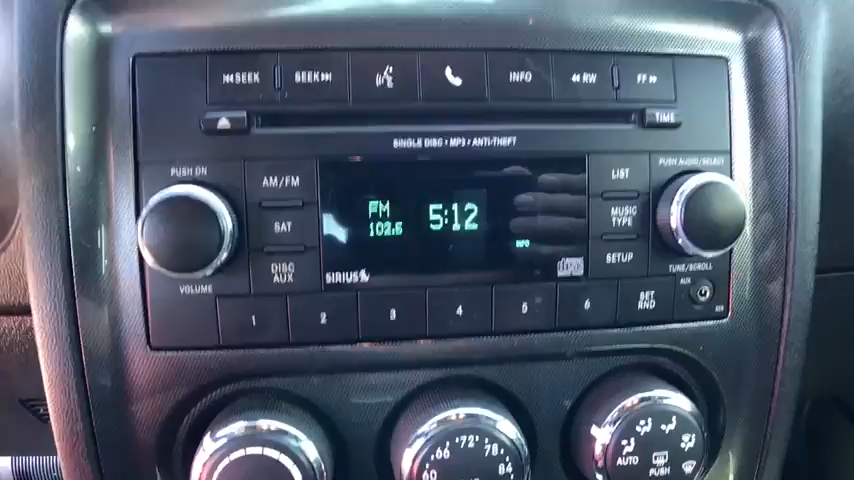 SEEK SEEK INFO RW FF
TIME
SINGLE DISC • MP3 • ANTI-THEFT
PUSH ON PUSH AUDIO/SELECT
AM/FM LIST
SAT MUSIC TYPE
DISC AUX SETUP
FM
102.5 5:12
INFO
SIRIUS
VOLUME TUNE/SCROLL
AUX
1 2 3 4 5 6 SET RND
60 66 72 78 84
AUTO PUSH